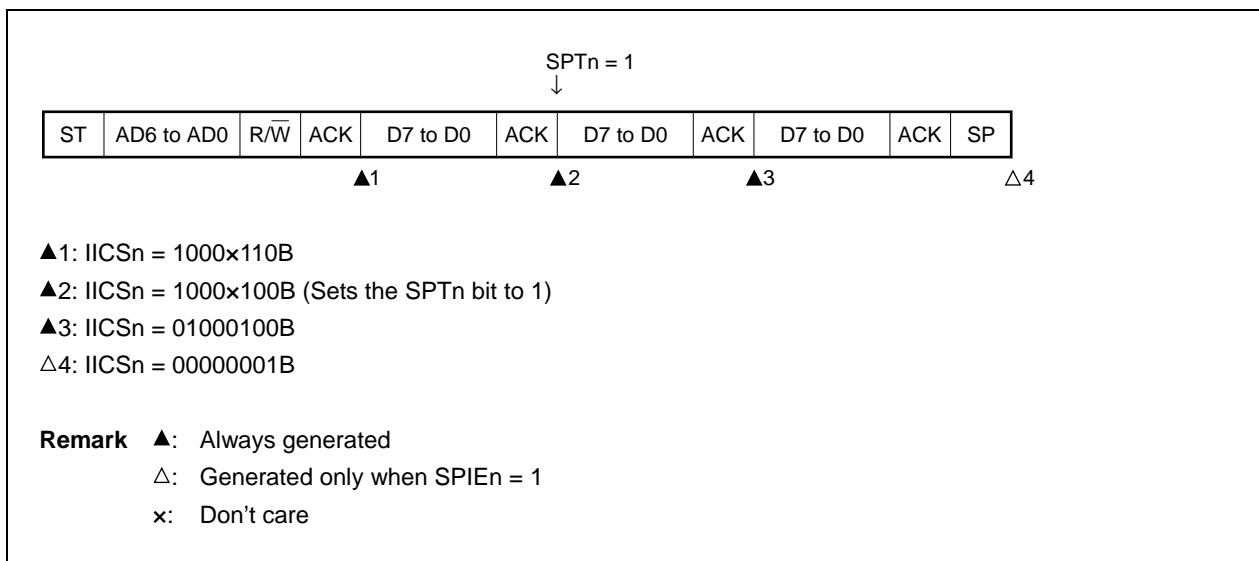 SPTn = 1
↓
ST AD6 to AD0 R/W̅ ACK D7 to D0 ACK D7 to D0 ACK D7 to D0 ACK SP
▲1 ▲2 ▲3 △4
▲1: IICSn = 1000×110B
▲2: IICSn = 1000×100B (Sets the SPTn bit to 1)
▲3: IICSn = 01000100B
△4: IICSn = 00000001B
Remark ▲: Always generated
△: Generated only when SPIEn = 1
×: Don't care